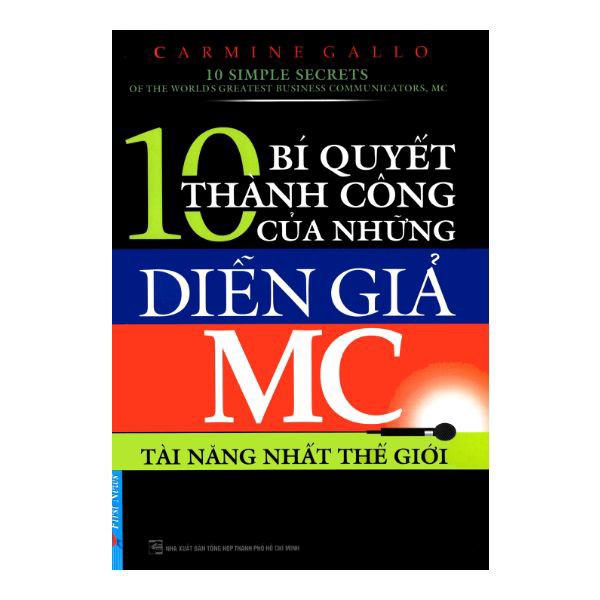 CARMINE GALLO
10 SIMPLE SECRETS
OF THE WORLD'S GREATEST BUSINESS COMMUNICATORS, MC
10 BÍ QUYẾT
THÀNH CÔNG
CỦA NHỮNG
DIỄN GIẢ
MC
TÀI NĂNG NHẤT THẾ GIỚI
First News
NHÀ XUẤT BẢN TỔNG HỢP THÀNH PHỐ HỒ CHÍ MINH